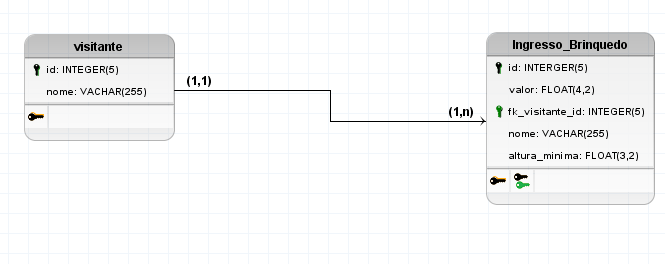 visitante
id: INTEGER(5)
nome: VACHAR(255)
(1,1)
(1,n)
Ingresso_Brinquedo
id: INTERGER(5)
valor: FLOAT(4,2)
fk_visitante_id: INTEGER(5)
nome: VACHAR(255)
altura_minima: FLOAT(3,2)